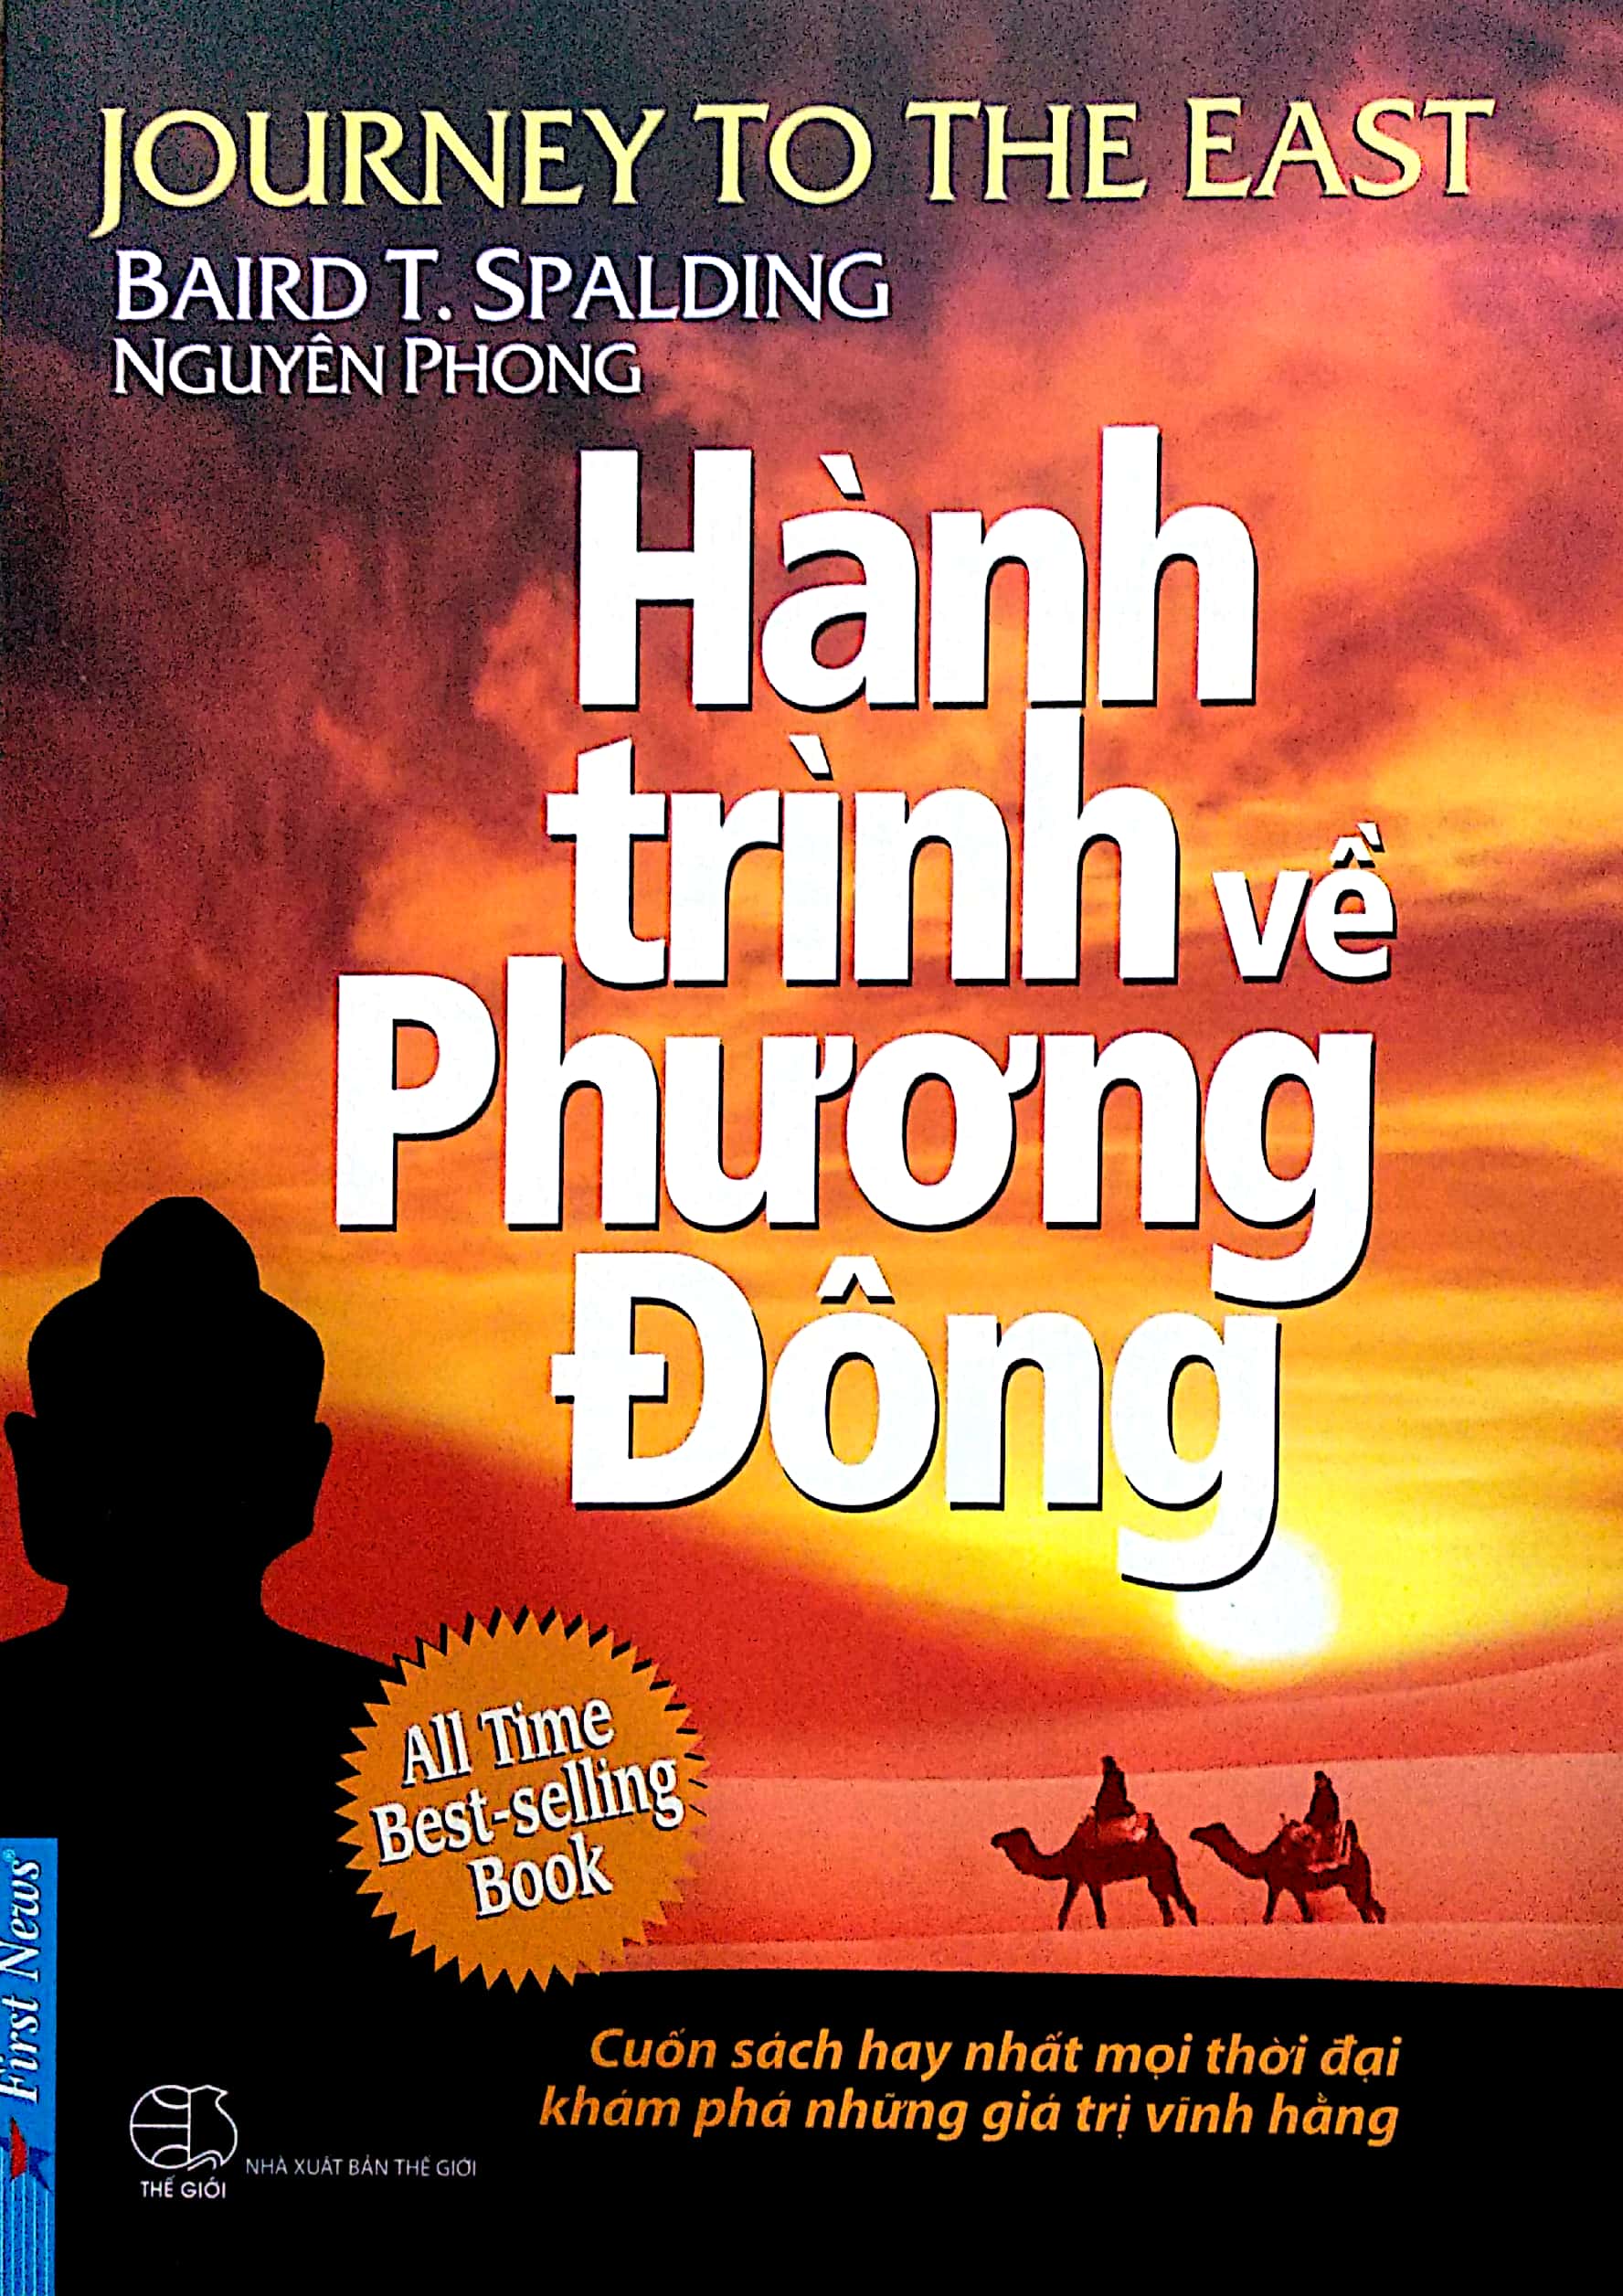 JOURNEY TO THE EAST
BAIRD T. SPALDING
NGUYÊN PHONG
Hành
trình về
Phương
Đông
All Time
Best-selling
Book
First News®
Cuốn sách hay nhất mọi thời đại
khám phá những giá trị vĩnh hằng
THẾ GIỚI
NHÀ XUẤT BẢN THẾ GIỚI